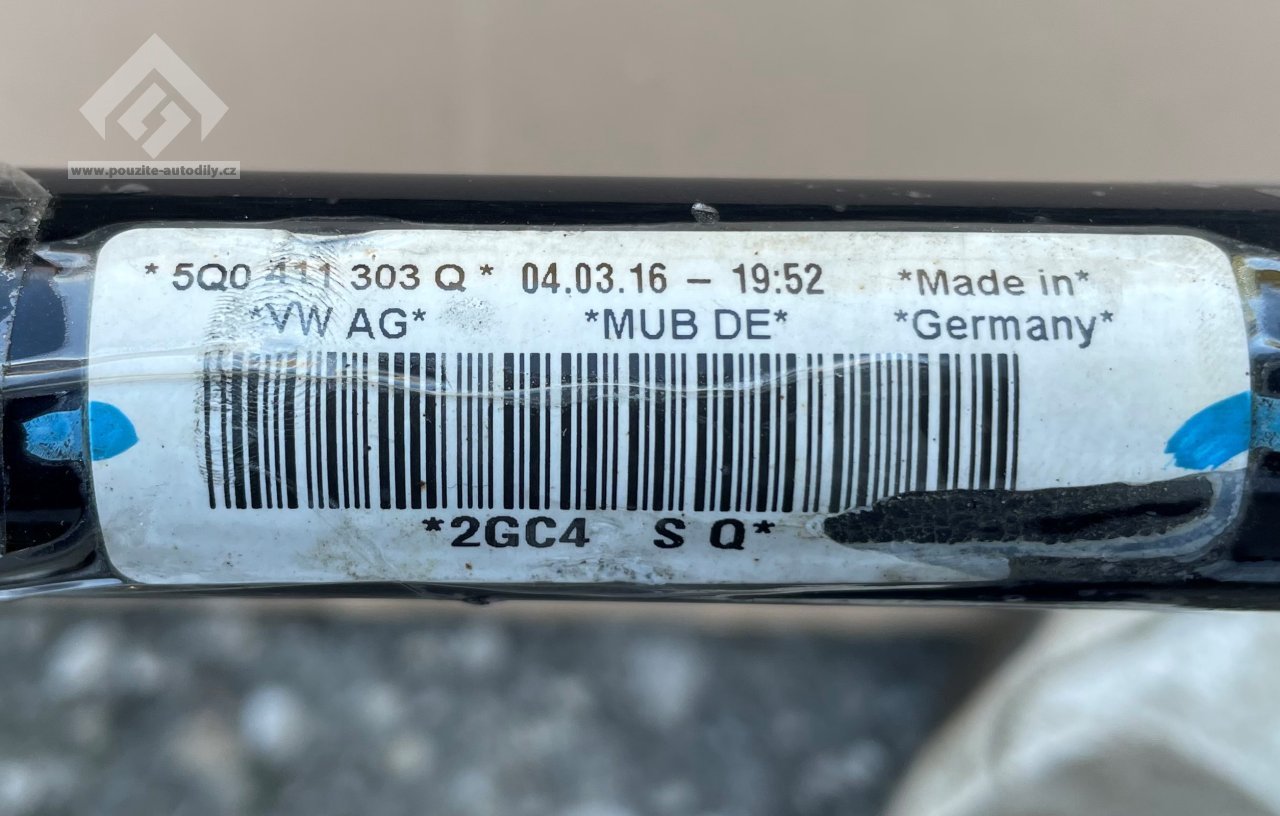 www.pouzite-autodily.cz
* 5Q0 411 303 Q * 04.03.16 – 19:52 *Made in*
*VW AG* *MUB DE* *Germany*
*2GC4 S Q*